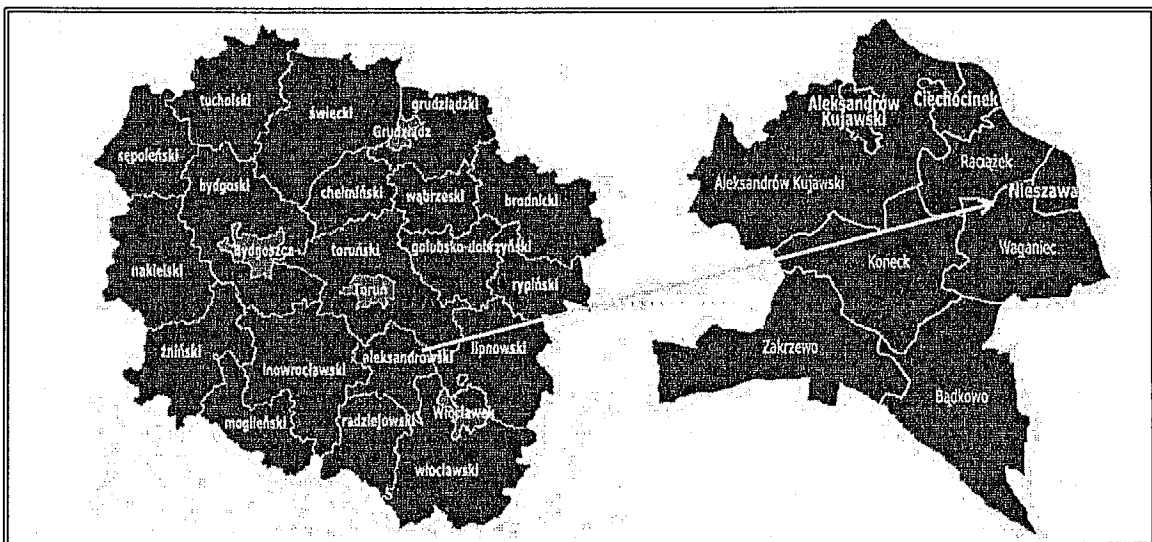 tucholski
świecki
grudziądzki
Grudziądz
sępoleński
bydgoski
chełmiński
wąbrzeski
brodnicki
Bydgoszcz
toruński
golubsko-dobrzyński
nakielski
Toruń
rypiński
żniński
inowrocławski
aleksandrowski
lipnowski
mogileński
radziejowski
Włocławek
włocławski
Aleksandrów
Kujawski
Ciechocinek
Raciążek
Aleksandrów Kujawski
Nieszawa
Waganiec
Koneck
Zakrzewo
Bądkowo